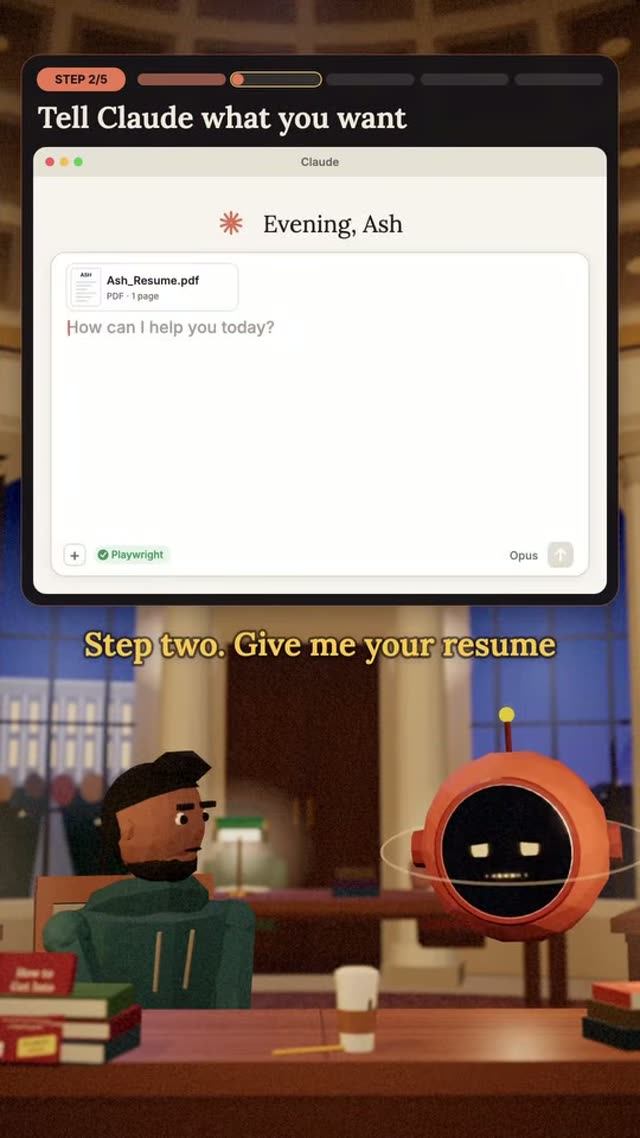 STEP 2/5
Tell Claude what you want
Claude
Evening, Ash
ASH
Ash_Resume.pdf
PDF · 1 page
How can I help you today?
+
Playwright
Opus
Step two. Give me your resume
How to
Get Into